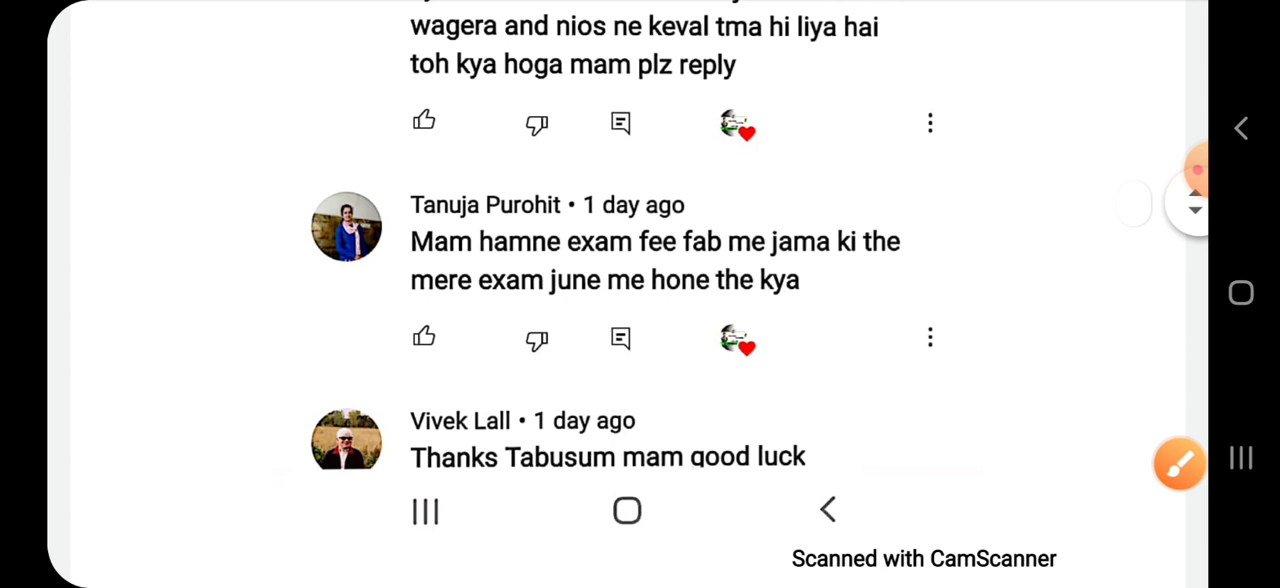 wagera and nios ne keval tma hi liya hai
toh kya hoga mam plz reply
Tanuja Purohit • 1 day ago
Mam hamne exam fee fab me jama ki the
mere exam june me hone the kya
Vivek Lall • 1 day ago
Thanks Tabusum mam good luck
Scanned with CamScanner